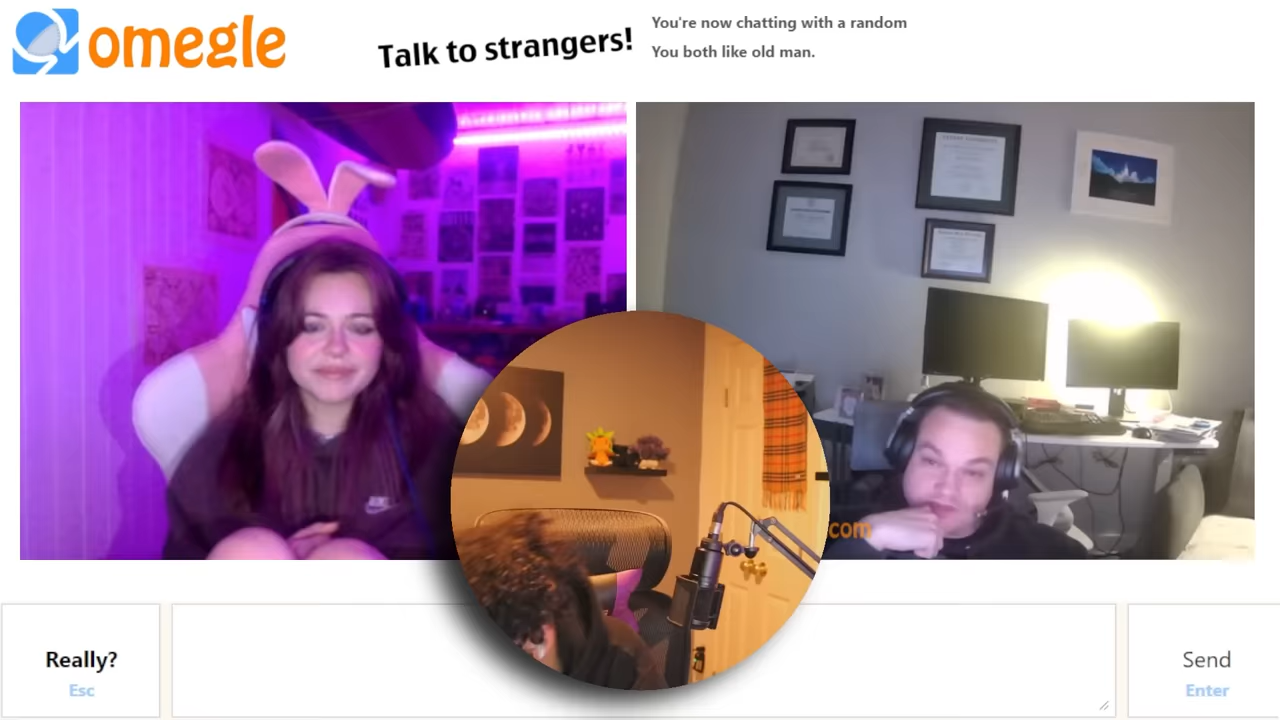 omegle
Talk to strangers!
You're now chatting with a random
You both like old man.
com
Really?
Esc
Send
Enter